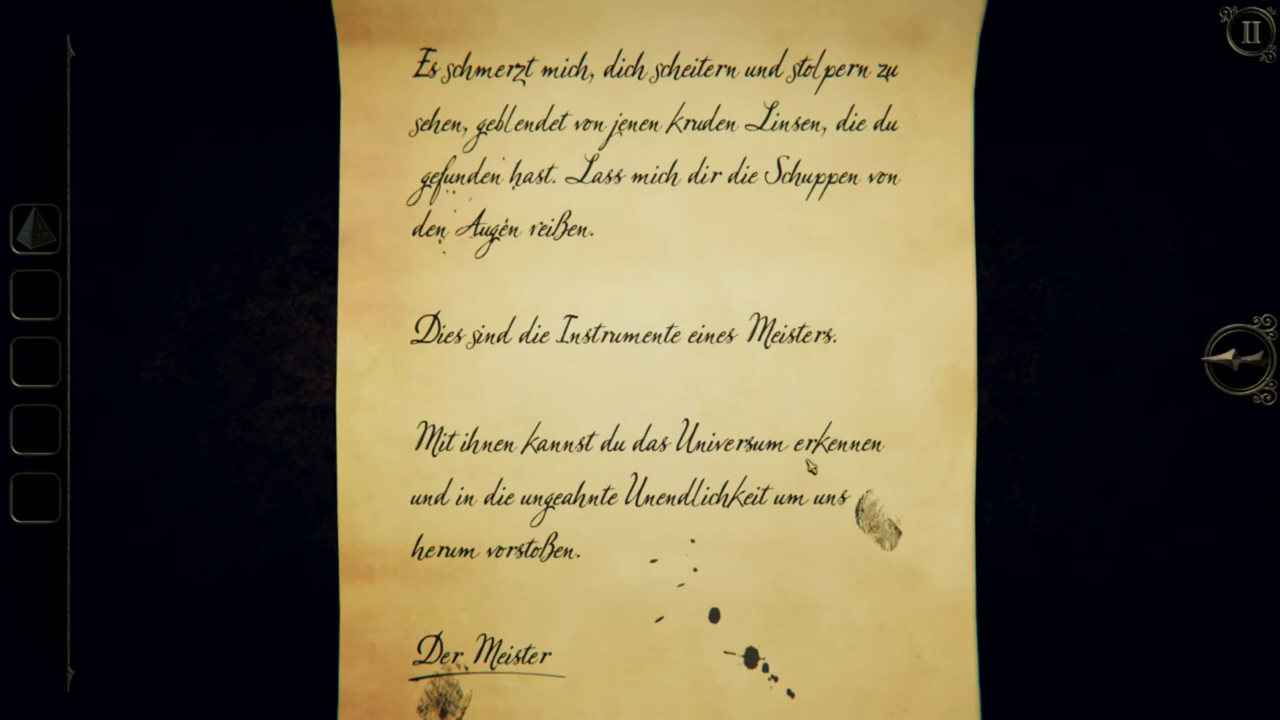 Es schmerzt mich, dich scheitern und stolpern zu
sehen, geblendet von jenen kruden Linsen, die du
gefunden hast. Lass mich dir die Schuppen von
den Augen reißen.
Dies sind die Instrumente eines Meisters.
Mit ihnen kannst du das Universum erkennen
und in die ungeahnte Unendlichkeit um uns
herum vorstoßen.
Der Meister